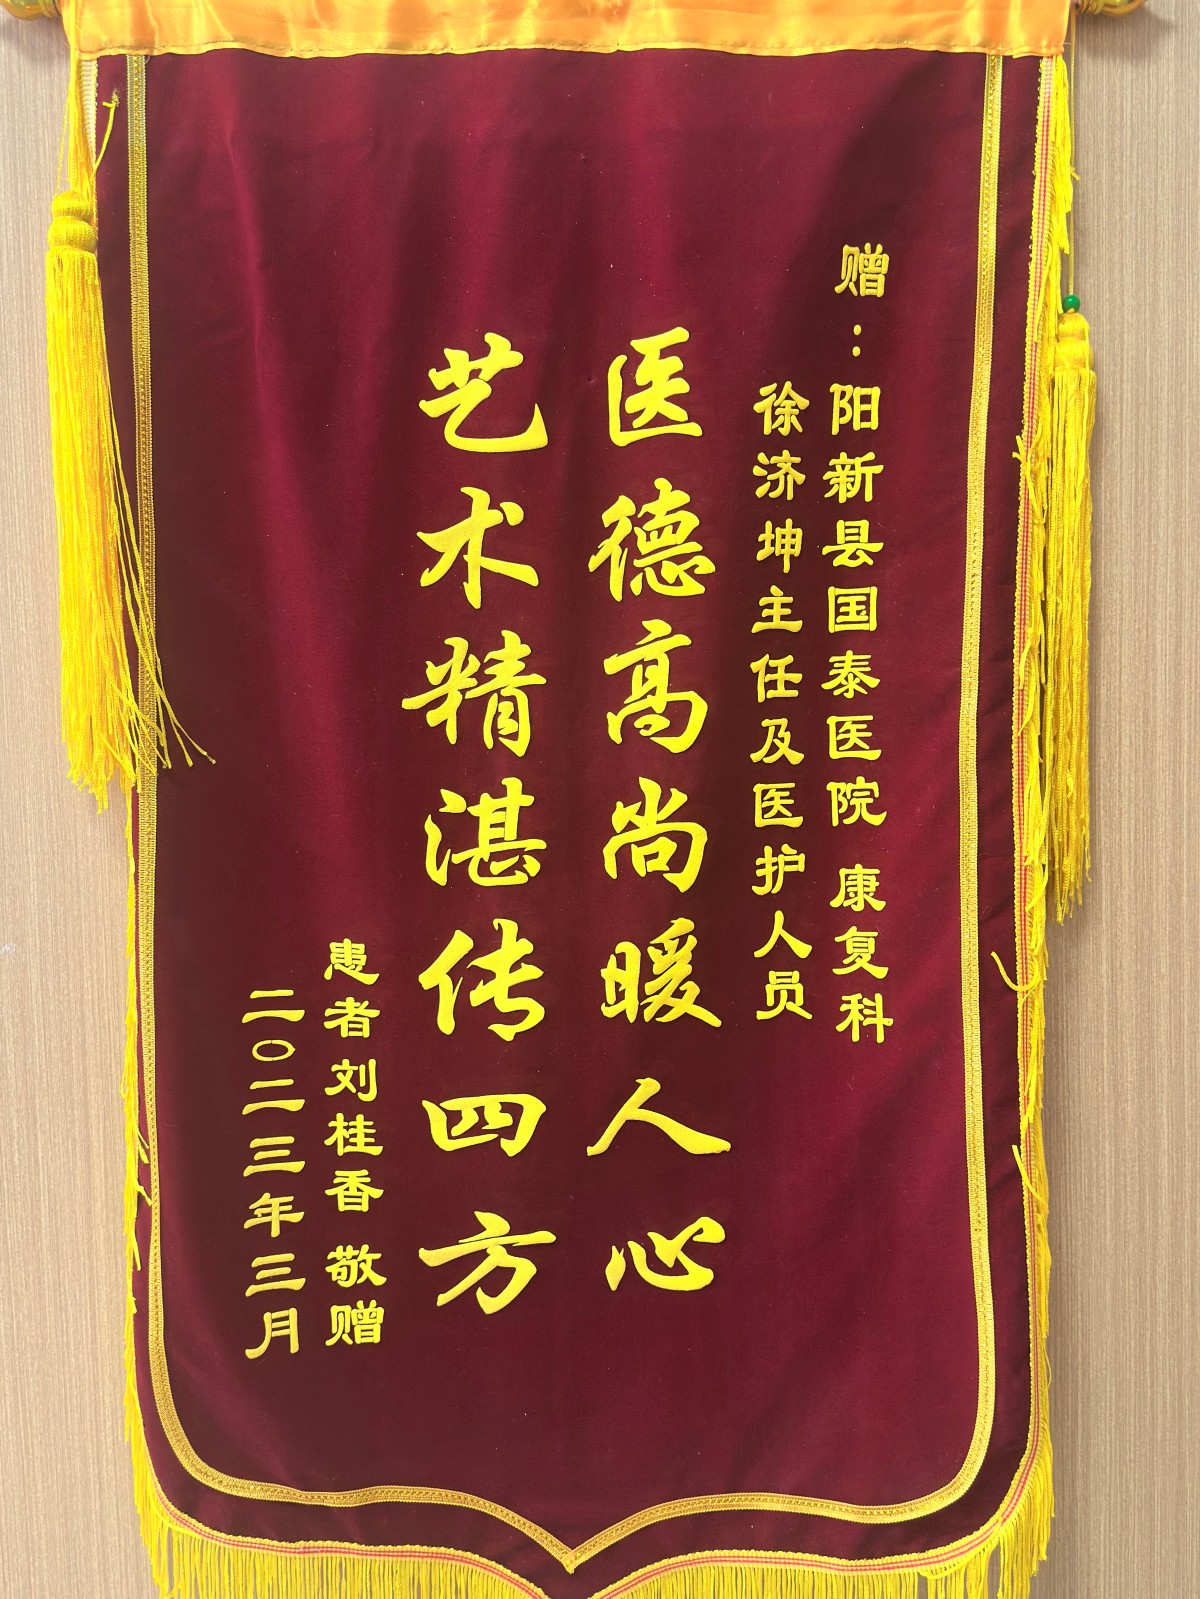 赠：阳新县国泰医院 康复科
徐济坤主任及医护人员
医德高尚暖人心
艺术精湛传四方
患者刘桂香 敬赠
二○二三年三月